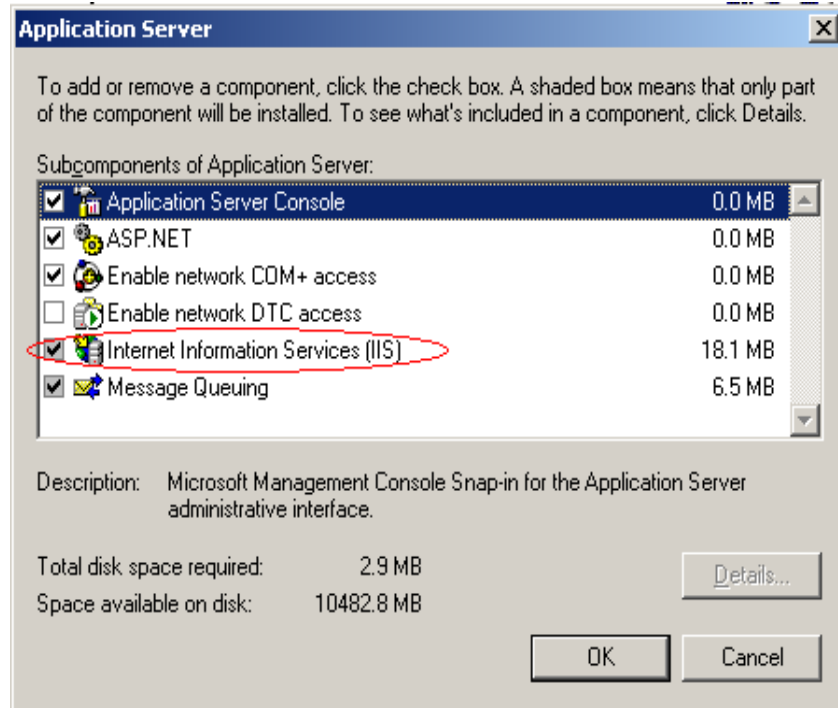 Application Server
To add or remove a component, click the check box. A shaded box means that only part
of the component will be installed. To see what's included in a component, click Details.
Subcomponents of Application Server:
Application Server Console 0.0 MB
ASP.NET 0.0 MB
Enable network COM+ access 0.0 MB
Enable network DTC access 0.0 MB
Internet Information Services (IIS) 18.1 MB
Message Queuing 6.5 MB
Description: Microsoft Management Console Snap-in for the Application Server
administrative interface.
Total disk space required: 2.9 MB
Space available on disk: 10482.8 MB
Details...
OK Cancel